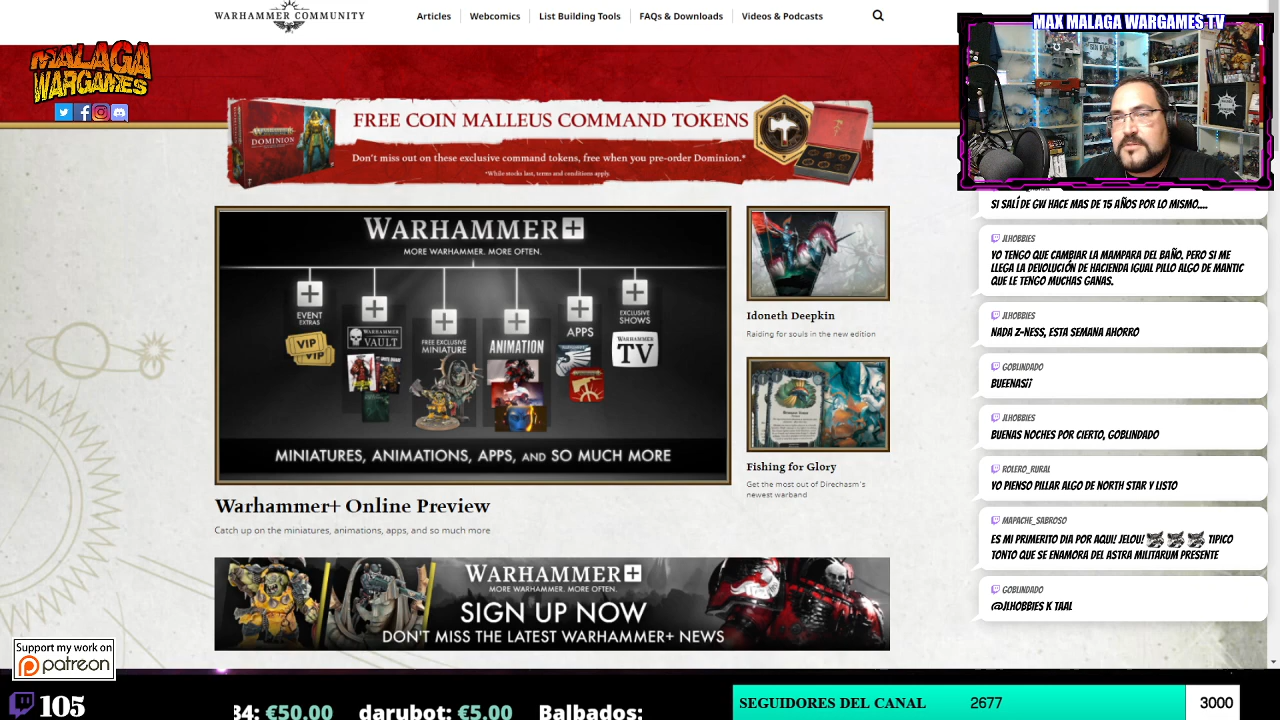 WARHAMMER COMMUNITY
Articles
Webcomics
List Building Tools
FAQs & Downloads
Videos & Podcasts
MAX MALAGA WARGAMES TV
MALAGA
WARGAMES
DOMINION
FREE COIN MALLEUS COMMAND TOKENS
Don't miss out on these exclusive command tokens, free when you pre-order Dominion.*
*While stocks last, terms and conditions apply.
WARHAMMER+
MORE WARHAMMER. MORE OFTEN.
EVENT
EXTRAS
VIP
VIP
WARHAMMER
VAULT
FREE EXCLUSIVE
MINIATURE
ANIMATION
APPS
EXCLUSIVE
SHOWS
WARHAMMER
TV
MINIATURES, ANIMATIONS, APPS, AND SO MUCH MORE
Warhammer+ Online Preview
Catch up on the miniatures, animations, apps, and so much more
Idoneth Deepkin
Raiding for souls in the new edition
Fishing for Glory
Get the most out of Direchasm's
newest warband
WARHAMMER+
MORE WARHAMMER. MORE OFTEN.
SIGN UP NOW
DON'T MISS THE LATEST WARHAMMER+ NEWS
SI SALÍ DE GW HACE MAS DE 15 AÑOS POR LO MISMO....
JLHOBBIES
YO TENGO QUE CAMBIAR LA MAMPARA DEL BAÑO, PERO SI ME
LLEGA LA DEVOLUCIÓN DE HACIENDA IGUAL PILLO ALGO DE MANTIC
QUE LE TENGO MUCHAS GANAS.
JLHOBBIES
NADA Z-NESS, ESTA SEMANA AHORRO
GOBLINDADO
BUEENAS¡¡
JLHOBBIES
BUENAS NOCHES POR CIERTO, GOBLINDADO
ROLERO_RURAL
YO PIENSO PILLAR ALGO DE NORTH STAR Y LISTO
MAPACHE_SABROSO
ES MI PRIMERITO DIA POR AQUI! JELOU! TIPICO
TONTO QUE SE ENAMORA DEL ASTRA MILITARUM PRESENTE
GOBLINDADO
@JLHOBBIES K TAAL
Support my work on
patreon
105
34: €50.00 darubot: €5.00 Balbados:
SEGUIDORES DEL CANAL 2677 3000